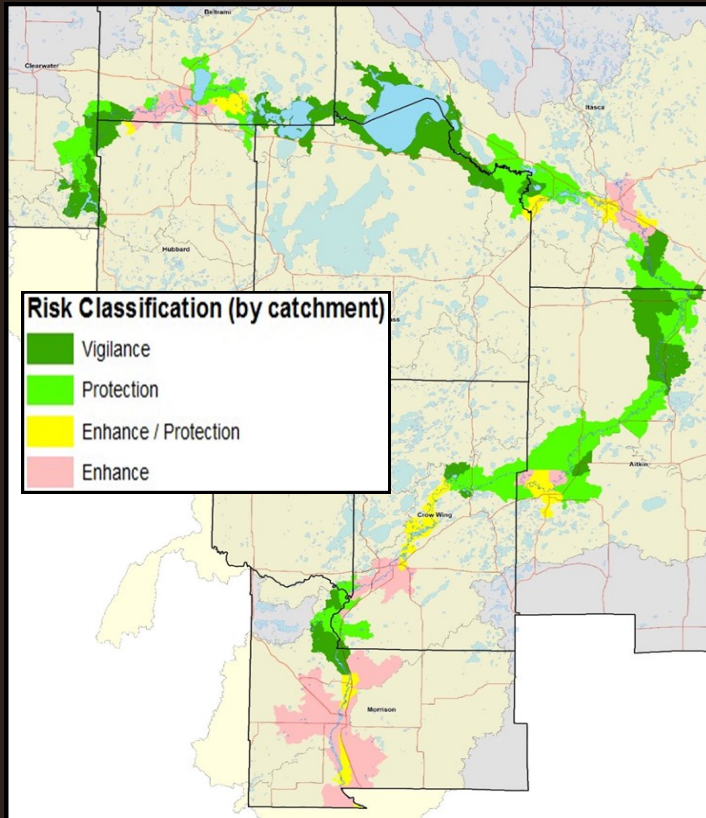 Beltrami
Clearwater
Itasca
Hubbard
Risk Classification (by catchment)
Vigilance
Protection
Enhance / Protection
Enhance
Aitkin
Crow Wing
Morrison